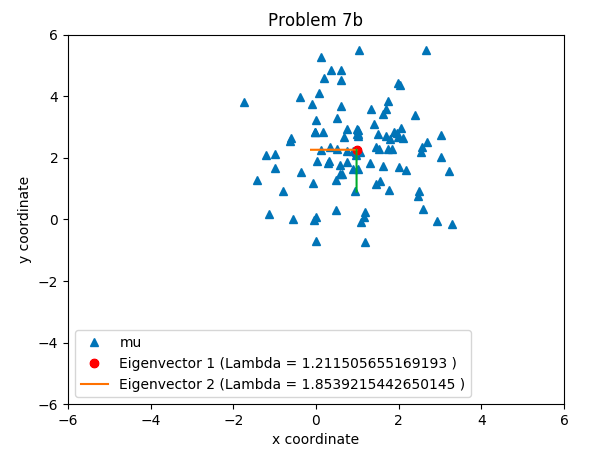 Problem 7b
6
4
2
0
−2
−4
−6
y coordinate
mu
Eigenvector 1 (Lambda = 1.211505655169193 )
Eigenvector 2 (Lambda = 1.8539215442650145 )
−6 −4 −2 0 2 4 6
x coordinate